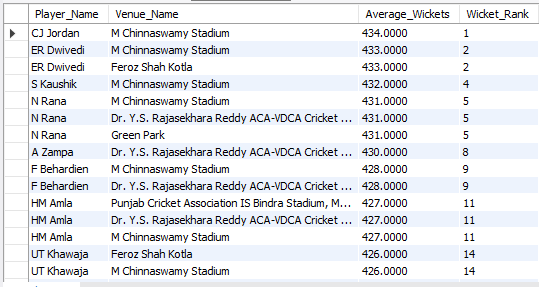 Player_Name Venue_Name Average_Wickets Wicket_Rank
CJ Jordan M Chinnaswamy Stadium 434.0000 1
ER Dwivedi M Chinnaswamy Stadium 433.0000 2
ER Dwivedi Feroz Shah Kotla 433.0000 2
S Kaushik M Chinnaswamy Stadium 432.0000 4
N Rana M Chinnaswamy Stadium 431.0000 5
N Rana Dr. Y.S. Rajasekhara Reddy ACA-VDCA Cricket ... 431.0000 5
N Rana Green Park 431.0000 5
A Zampa Dr. Y.S. Rajasekhara Reddy ACA-VDCA Cricket ... 430.0000 8
F Behardien M Chinnaswamy Stadium 428.0000 9
F Behardien Dr. Y.S. Rajasekhara Reddy ACA-VDCA Cricket ... 428.0000 9
HM Amla Punjab Cricket Association IS Bindra Stadium, M... 427.0000 11
HM Amla Dr. Y.S. Rajasekhara Reddy ACA-VDCA Cricket ... 427.0000 11
HM Amla M Chinnaswamy Stadium 427.0000 11
UT Khawaja Feroz Shah Kotla 426.0000 14
UT Khawaja M Chinnaswamy Stadium 426.0000 14